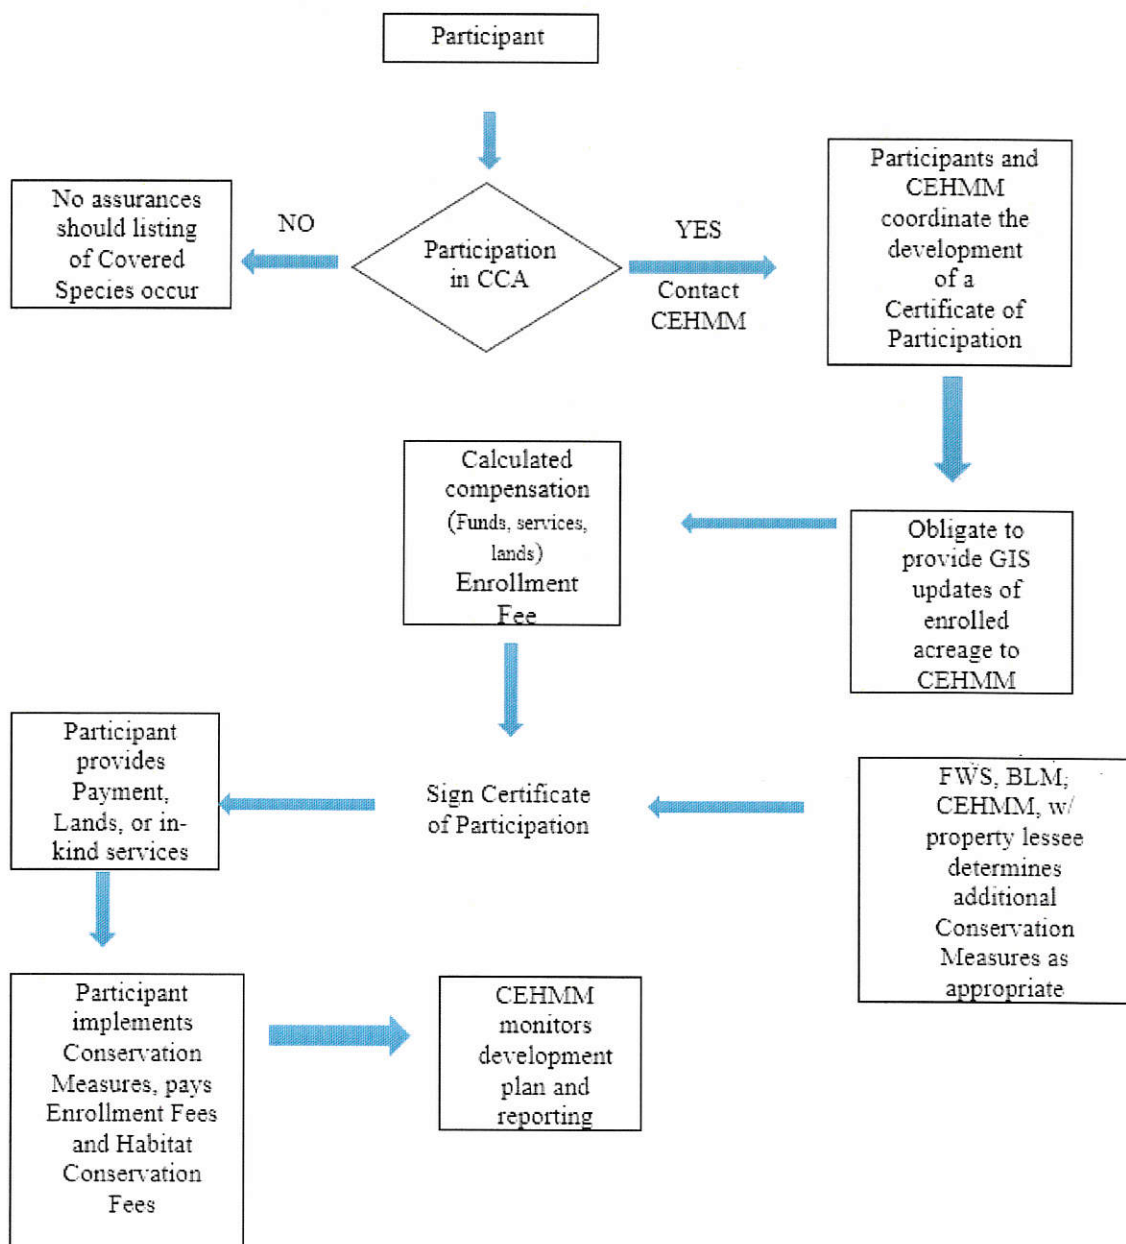 Participant
No assurances
should listing
of Covered
Species occur
NO
Participation
in CCA
YES
Contact
CEHMM
Participants and
CEHMM
coordinate the
development
of a
Certificate of
Participation
Calculated
compensation
(Funds, services,
lands)
Enrollment
Fee
Obligate to
provide GIS
updates of
enrolled
acreage to
CEHMM
Participant
provides
Payment,
Lands, or in-
kind services
Sign Certificate
of Participation
FWS, BLM,
CEHMM, w/
property lessee
determines
additional
Conservation
Measures as
appropriate
Participant
implements
Conservation
Measures, pays
Enrollment Fees
and Habitat
Conservation
Fees
CEHMM
monitors
development
plan and
reporting